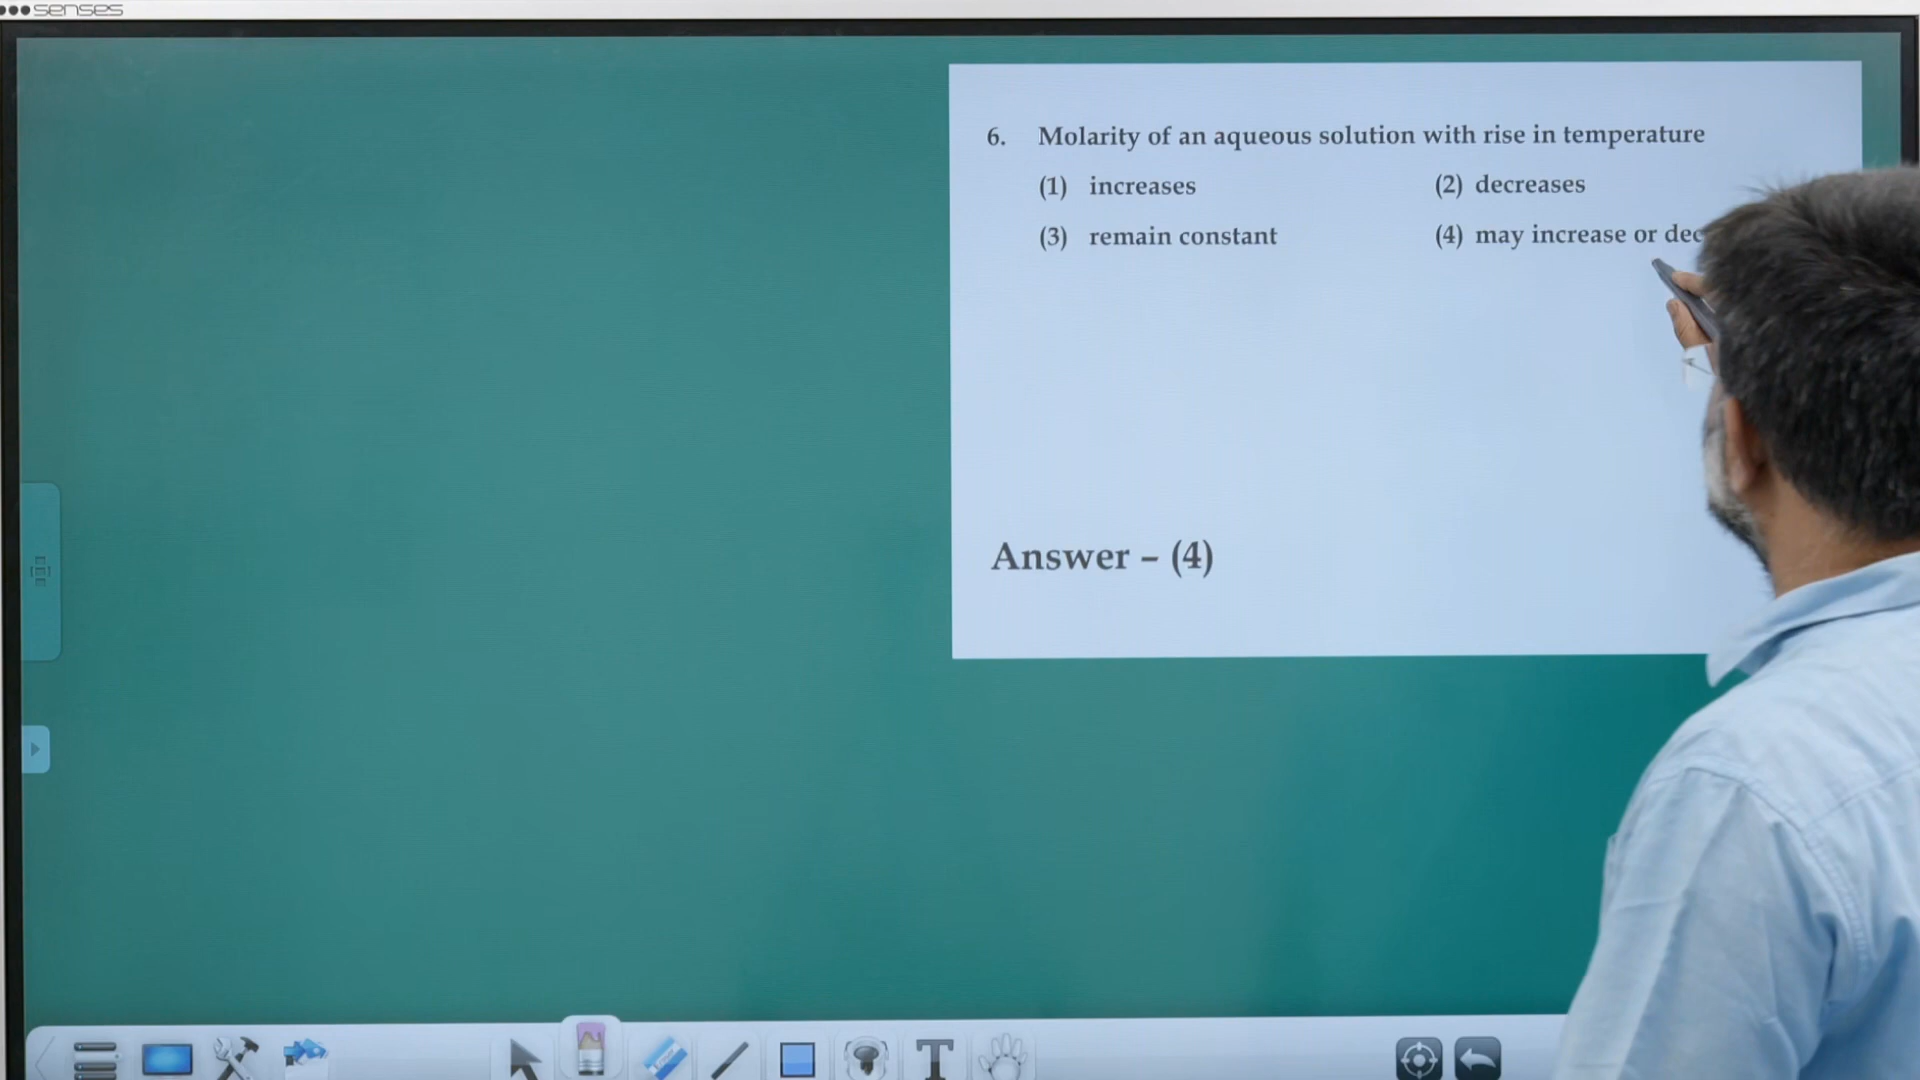 senses
6. Molarity of an aqueous solution with rise in temperature
(1) increases (2) decreases
(3) remain constant (4) may increase or dec
Answer – (4)
T